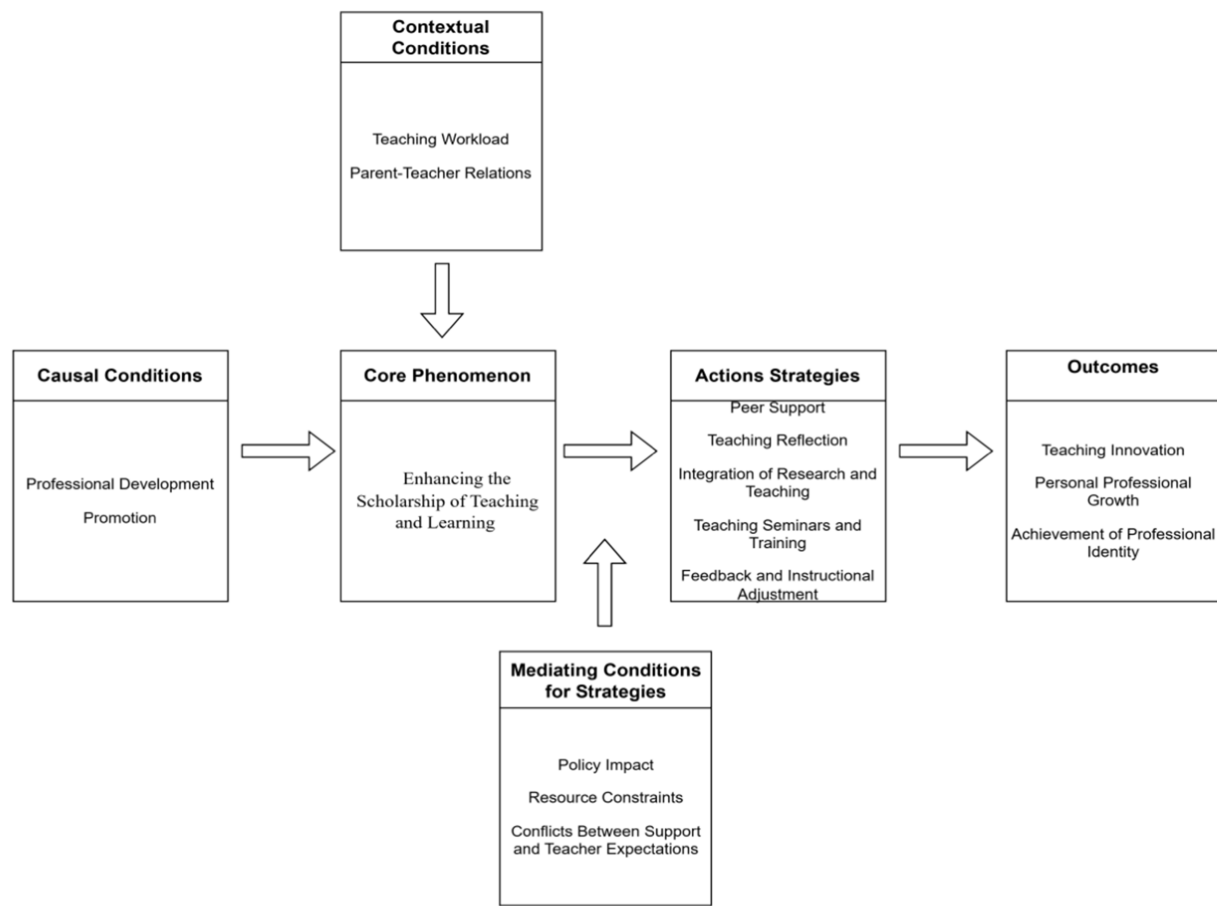 Contextual
Conditions
Teaching Workload
Parent-Teacher Relations
Causal Conditions
Professional Development
Promotion
Core Phenomenon
Enhancing the
Scholarship of Teaching
and Learning
Actions Strategies
Peer Support
Teaching Reflection
Integration of Research and
Teaching
Teaching Seminars and
Training
Feedback and Instructional
Adjustment
Outcomes
Teaching Innovation
Personal Professional
Growth
Achievement of Professional
Identity
Mediating Conditions
for Strategies
Policy Impact
Resource Constraints
Conflicts Between Support
and Teacher Expectations